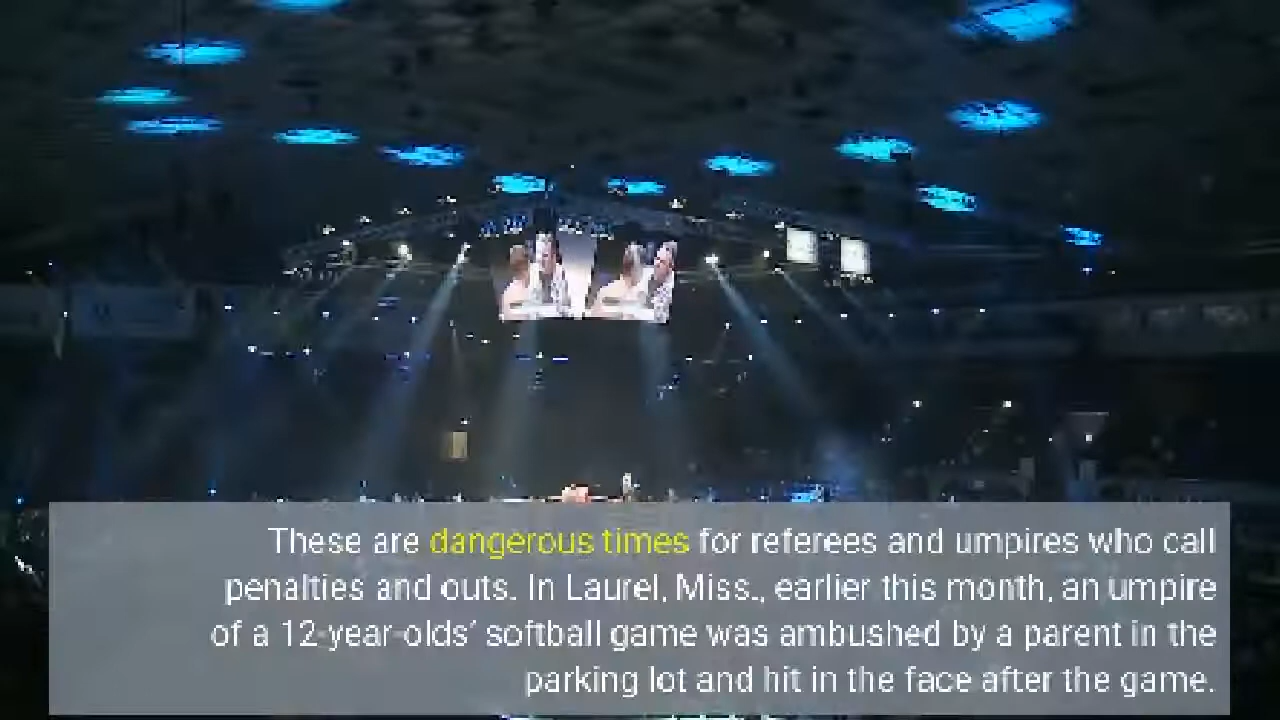 These are dangerous times for referees and umpires who call
penalties and outs. In Laurel, Miss., earlier this month, an umpire
of a 12-year-olds’ softball game was ambushed by a parent in the
parking lot and hit in the face after the game.